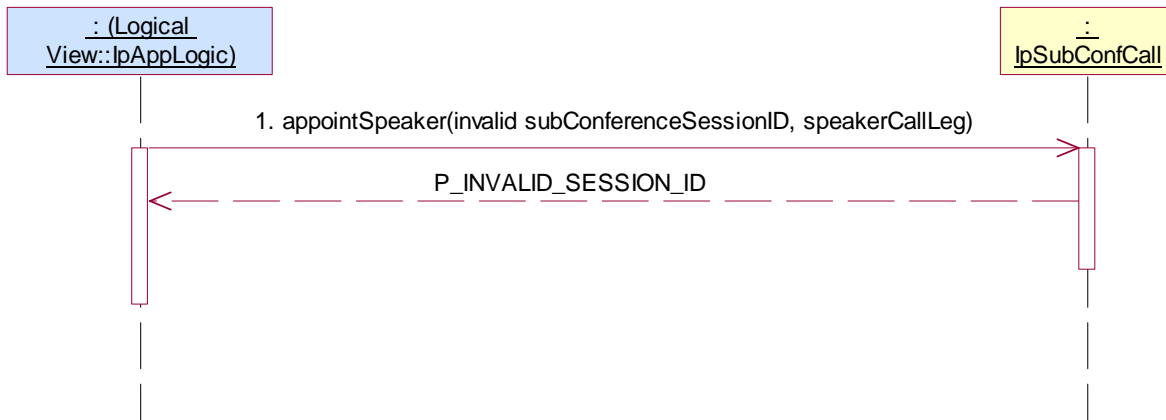 : (Logical
View::IpAppLogic)
:
IpSubConfCall
1. appointSpeaker(invalid subConferenceSessionID, speakerCallLeg)
P_INVALID_SESSION_ID